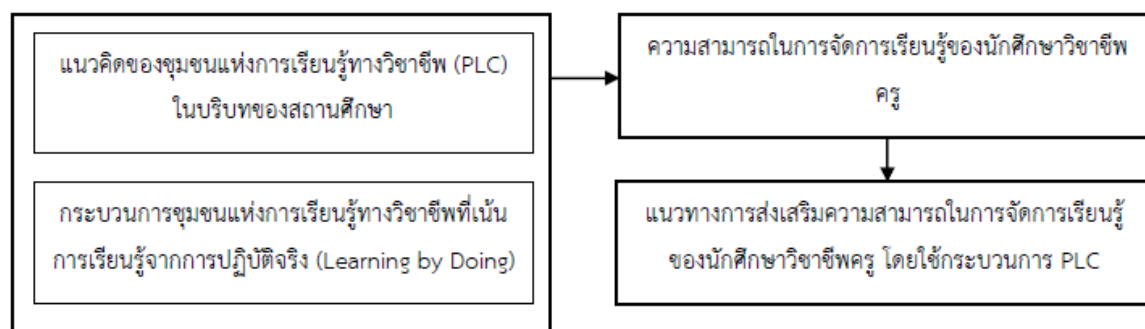 แนวคิดของชุมชนแห่งการเรียนรู้ทางวิชาชีพ (PLC)
ในบริบทของสถานศึกษา
กระบวนการชุมชนแห่งการเรียนรู้ทางวิชาชีพที่เน้น
การเรียนรู้จากการปฏิบัติจริง (Learning by Doing)
ความสามารถในการจัดการเรียนรู้ของนักศึกษาวิชาชีพ
ครู
แนวทางการส่งเสริมความสามารถในการจัดการเรียนรู้
ของนักศึกษาวิชาชีพครู โดยใช้กระบวนการ PLC